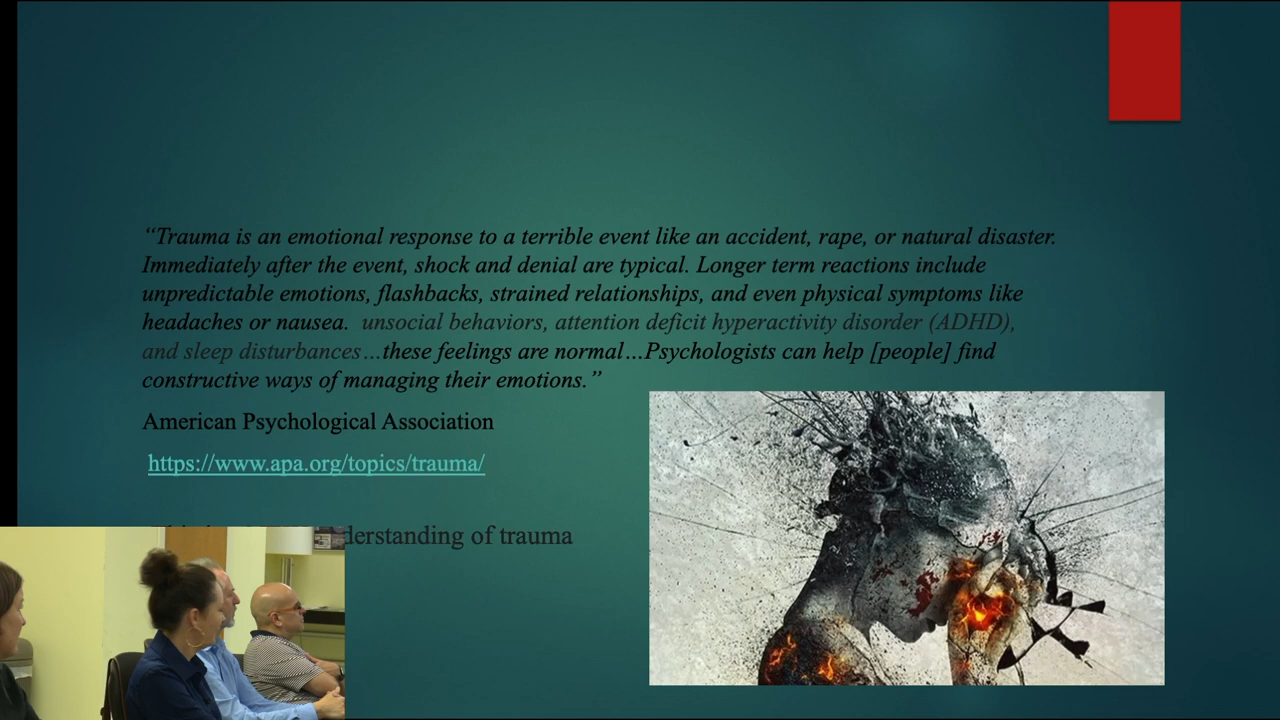 “Trauma is an emotional response to a terrible event like an accident, rape, or natural disaster.
Immediately after the event, shock and denial are typical. Longer term reactions include
unpredictable emotions, flashbacks, strained relationships, and even physical symptoms like
headaches or nausea.  unsocial behaviors, attention deficit hyperactivity disorder (ADHD),
and sleep disturbances…these feelings are normal…Psychologists can help [people] find
constructive ways of managing their emotions.”
American Psychological Association
https://www.apa.org/topics/trauma/
of trauma